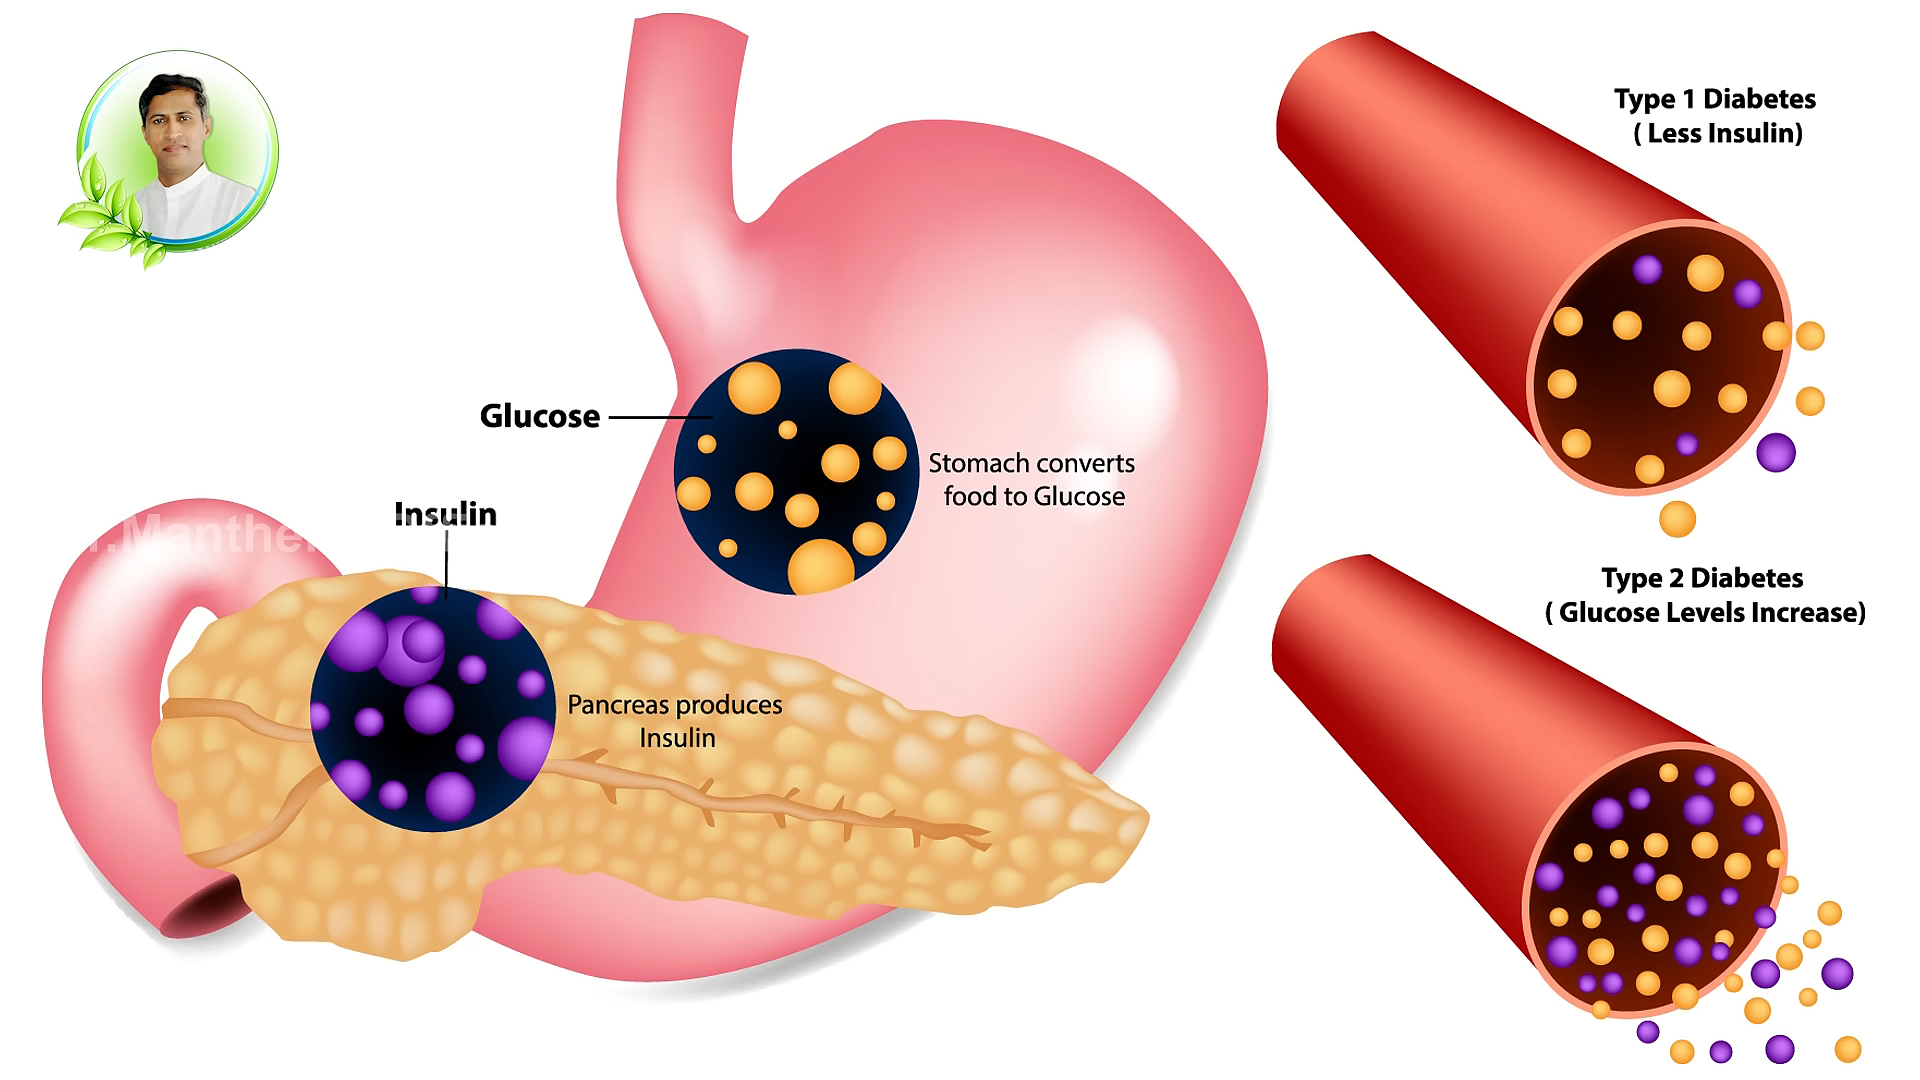 Type 1 Diabetes
( Less Insulin)
Glucose
Stomach converts
food to Glucose
Insulin
Type 2 Diabetes
( Glucose Levels Increase)
Pancreas produces
Insulin